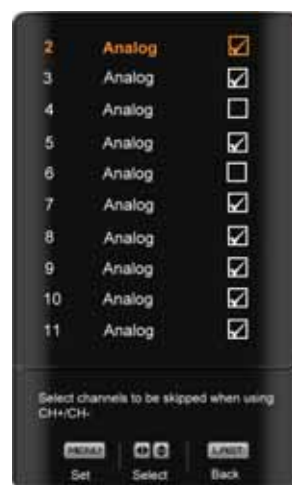 2 Analog
3 Analog
4 Analog
5 Analog
6 Analog
7 Analog
8 Analog
9 Analog
10 Analog
11 Analog
Select channels to be skipped when using
CH+/CH-
MENU LAST
Set Select Back